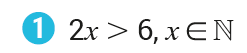 1 2x > 6, x ∈ ℕ